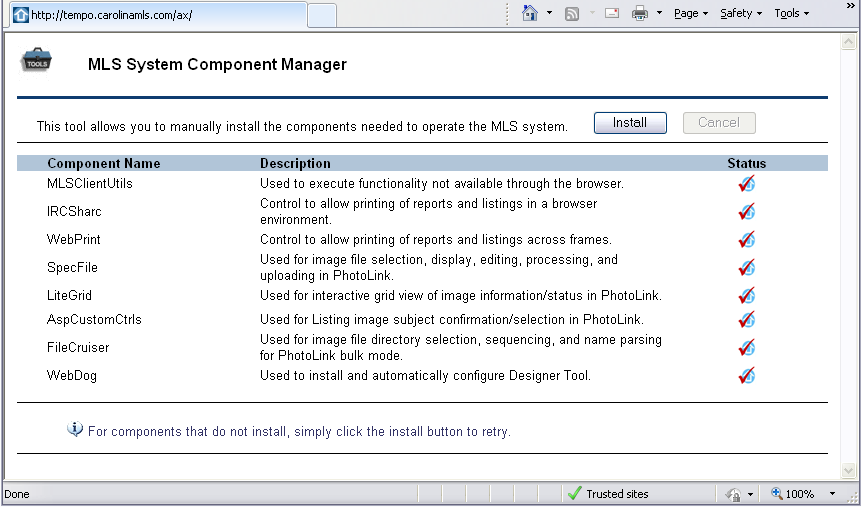 http://tempo.carolinamls.com/ax/
Page Safety Tools »
TOOLS
MLS System Component Manager
This tool allows you to manually install the components needed to operate the MLS system. Install Cancel
Component Name Description Status
MLSClientUtils Used to execute functionality not available through the browser.
IRCSharc Control to allow printing of reports and listings in a browser
environment.
WebPrint Control to allow printing of reports and listings across frames.
SpecFile Used for image file selection, display, editing, processing, and
uploading in PhotoLink.
LiteGrid Used for interactive grid view of image information/status in PhotoLink.
AspCustomCtrls Used for Listing image subject confirmation/selection in PhotoLink.
FileCruiser Used for image file directory selection, sequencing, and name parsing
for PhotoLink bulk mode.
WebDog Used to install and automatically configure Designer Tool.
For components that do not install, simply click the install button to retry.
Done Trusted sites 100%